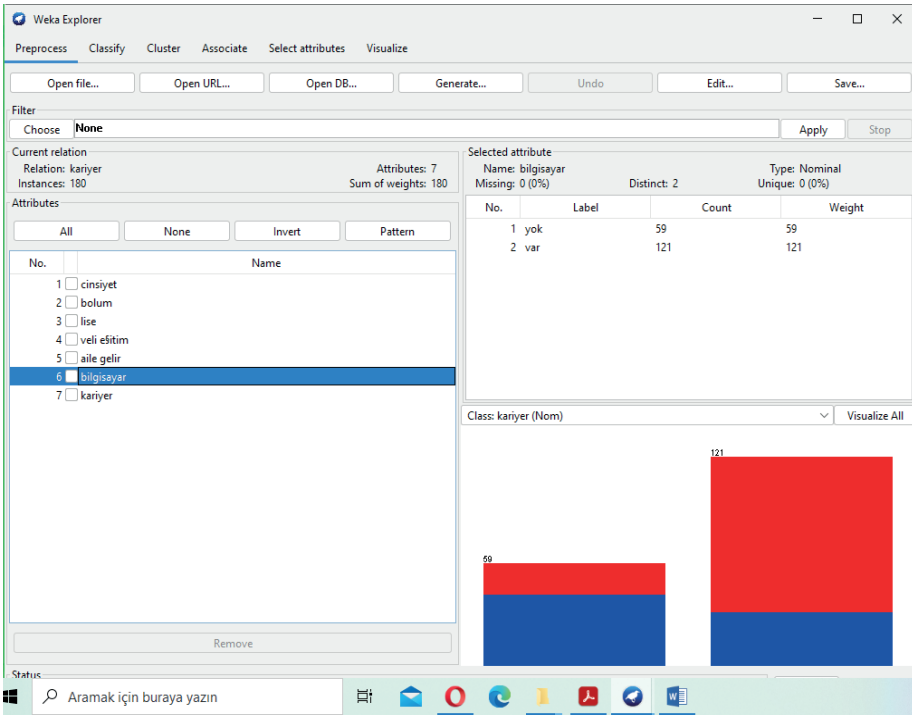 Weka Explorer
Preprocess Classify Cluster Associate Select attributes Visualize
Open file... Open URL... Open DB... Generate... Undo Edit... Save...
Filter
Choose None Apply Stop
Current relation
Relation: kariyer Attributes: 7
Instances: 180 Sum of weights: 180
Selected attribute
Name: bilgisayar Type: Nominal
Missing: 0 (0%) Distinct: 2 Unique: 0 (0%)
No. Label Count Weight
1 yok 59 59
2 var 121 121
Attributes
All None Invert Pattern
No. Name
1 cinsiyet
2 bolum
3 lise
4 veli eğitim
5 aile gelir
6 bilgisayar
7 kariyer
Remove
Class: kariyer (Nom) Visualize All
59
121
Status
Aramak için buraya yazın